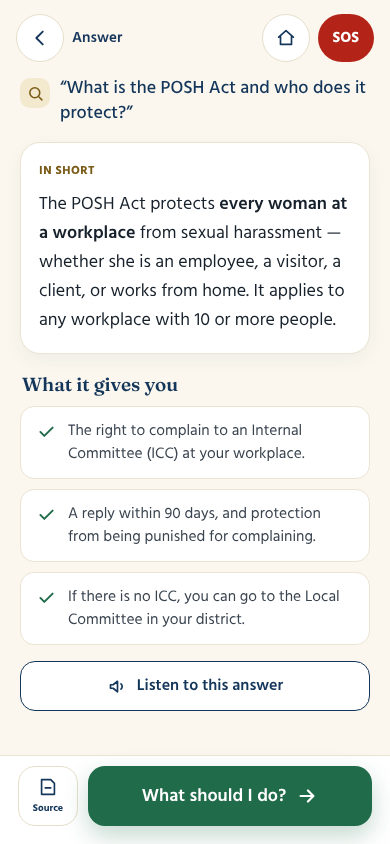 Answer
SOS
“What is the POSH Act and who does it
protect?”
IN SHORT
The POSH Act protects every woman at
a workplace from sexual harassment —
whether she is an employee, a visitor, a
client, or works from home. It applies to
any workplace with 10 or more people.
What it gives you
The right to complain to an Internal
Committee (ICC) at your workplace.
A reply within 90 days, and protection
from being punished for complaining.
If there is no ICC, you can go to the Local
Committee in your district.
Listen to this answer
Source
What should I do?